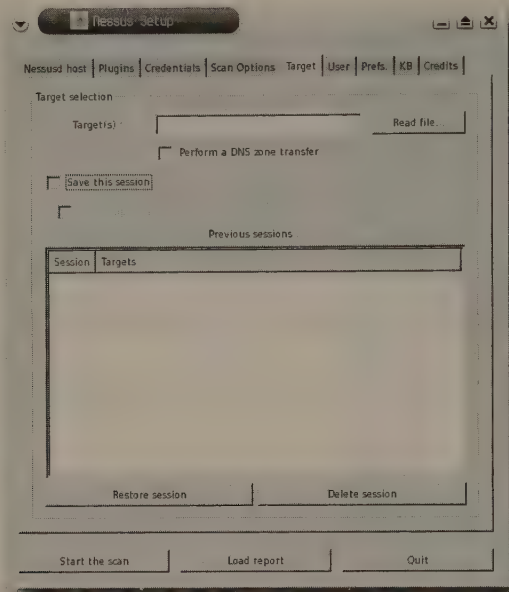 Nessus Setup
Nessusd host Plugins Credentials Scan Options Target User Prefs. KB Credits
Target selection
Target(s) : Read file...
Perform a DNS zone transfer
Save this session
Previous sessions
Session Targets
Restore session Delete session
Start the scan Load report Quit